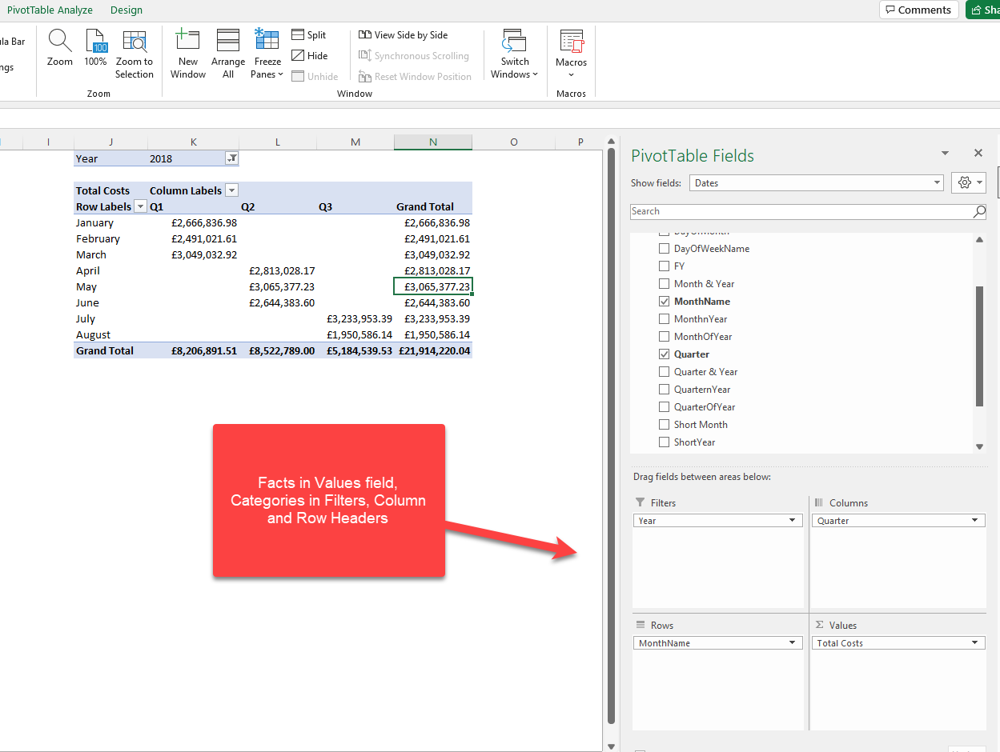 PivotTable Analyze Design
Comments
ula Bar
ngs
Zoom 100% Zoom to Selection
100
New Window Arrange All Freeze Panes
Split
Hide
Unhide
View Side by Side
Synchronous Scrolling
Reset Window Position
Switch Windows
Macros
Zoom Window Macros
I J K L M N O P
Year 2018
Total Costs Column Labels
Row Labels Q1 Q2 Q3 Grand Total
January £2,666,836.98 £2,666,836.98
February £2,491,021.61 £2,491,021.61
March £3,049,032.92 £3,049,032.92
April £2,813,028.17 £2,813,028.17
May £3,065,377.23 £3,065,377.23
June £2,644,383.60 £2,644,383.60
July £3,233,953.39 £3,233,953.39
August £1,950,586.14 £1,950,586.14
Grand Total £8,206,891.51 £8,522,789.00 £5,184,539.53 £21,914,220.04
Facts in Values field,
Categories in Filters, Column
and Row Headers
PivotTable Fields
Show fields: Dates
Search
DayOfMonth
DayOfWeekName
FY
Month & Year
MonthName
MonthnYear
MonthOfYear
Quarter
Quarter & Year
QuarternYear
QuarterOfYear
Short Month
ShortYear
Drag fields between areas below:
Filters Columns
Year Quarter
Rows Values
MonthName Total Costs